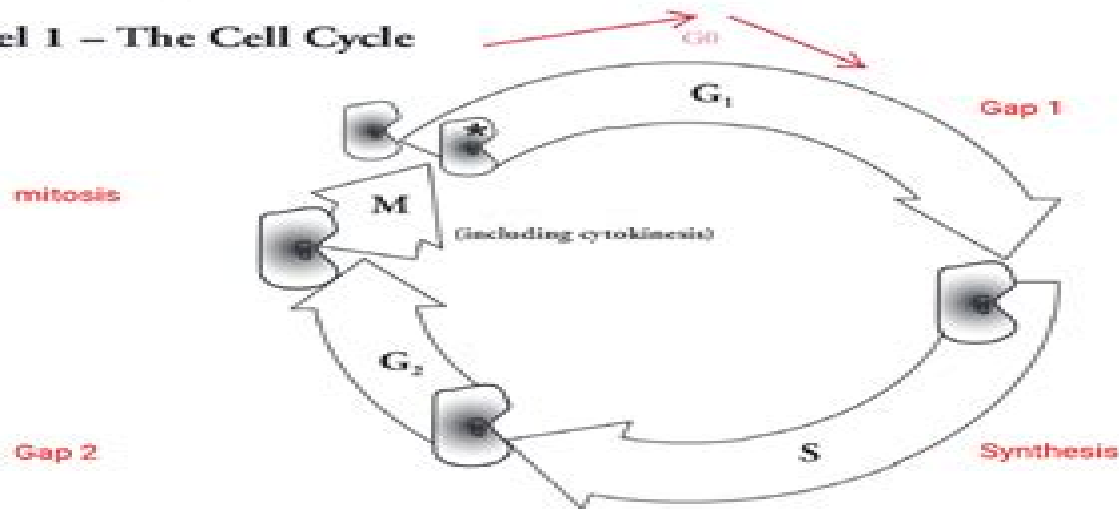 el 1 – The Cell Cycle
G0
G₁
Gap 1
*
mitosis
M
(including cytokinesis)
G₂
Gap 2
S
Synthesis